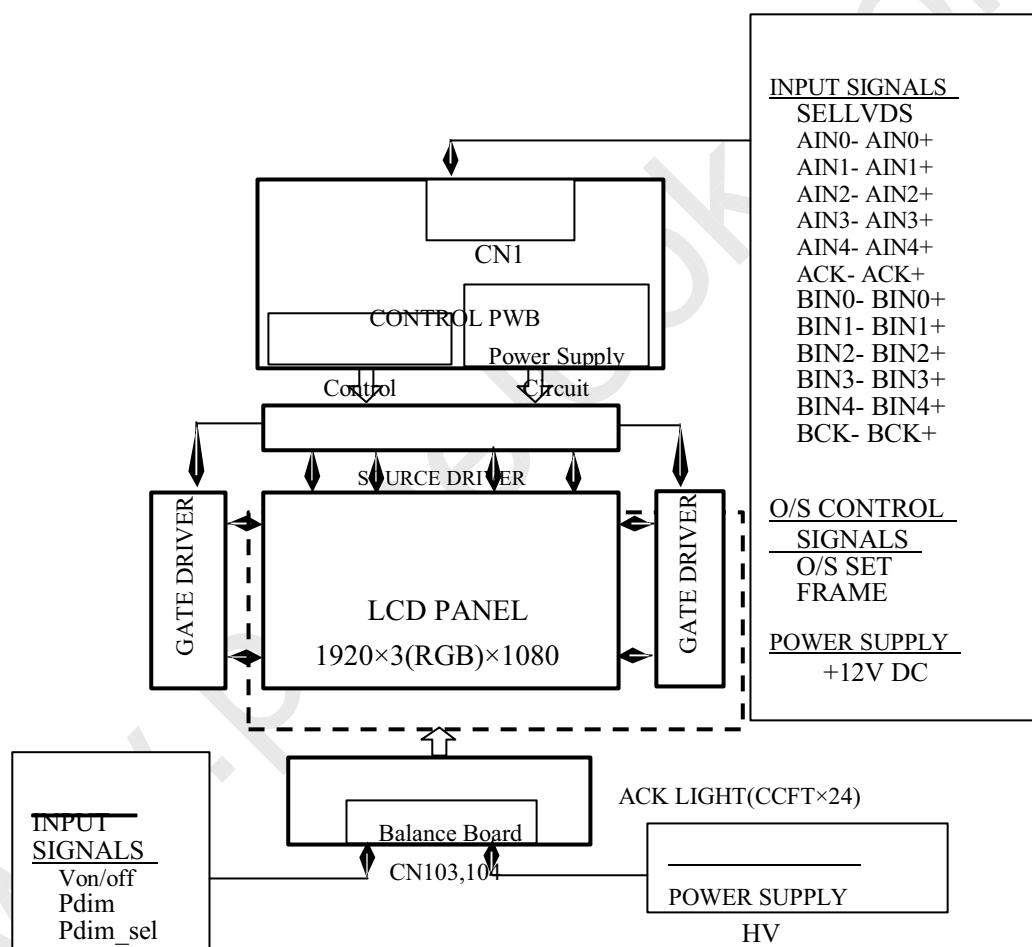 INPUT SIGNALS
SELLVDS
AIN0- AIN0+
AIN1- AIN1+
AIN2- AIN2+
AIN3- AIN3+
AIN4- AIN4+
ACK- ACK+
BIN0- BIN0+
BIN1- BIN1+
BIN2- BIN2+
BIN3- BIN3+
BIN4- BIN4+
BCK- BCK+
O/S CONTROL
SIGNALS
O/S SET
FRAME
POWER SUPPLY
+12V DC
CN1
CONTROL PWB
Power Supply
Control
Circuit
SOURCE DRIVER
GATE DRIVER
LCD PANEL
1920×3(RGB)×1080
GATE DRIVER
ACK LIGHT(CCFT×24)
Balance Board
CN103,104
INPUT
SIGNALS
Von/off
Pdim
Pdim_sel
POWER SUPPLY
HV